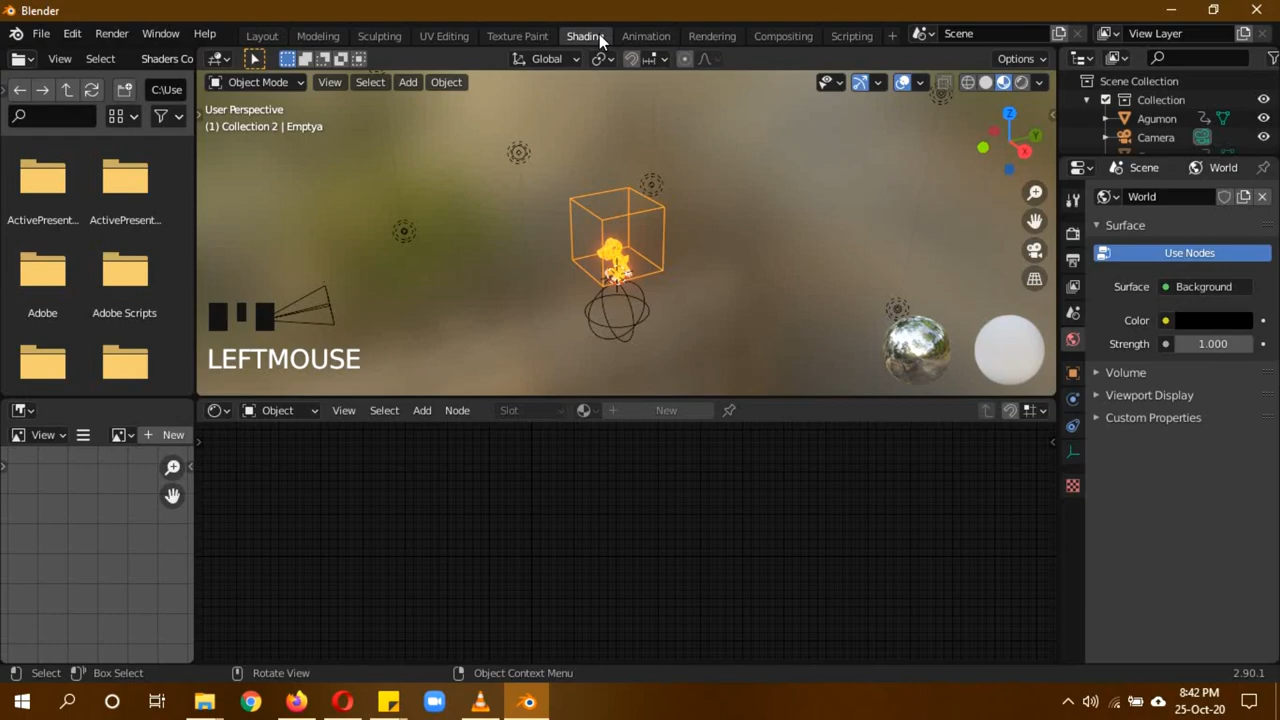 Blender
File Edit Render Window Help
Layout Modeling Sculpting UV Editing Texture Paint Shading Animation Rendering Compositing Scripting
Scene
View Layer
View Select Shaders Co
Global
Options
C:\Use
Object Mode View Select Add Object
User Perspective
(1) Collection 2 | Emptya
Z
Y
X
LEFTMOUSE
ActivePresent...
ActivePresent...
Adobe
Adobe Scripts
Scene Collection
Collection
Agumon
Camera
Scene World
World
Surface
Use Nodes
Surface Background
Color
Strength 1.000
Volume
Viewport Display
Custom Properties
Object View Select Add Node Slot New
View New
Select Box Select Rotate View Object Context Menu 2.90.1
8:42 PM
25-Oct-20